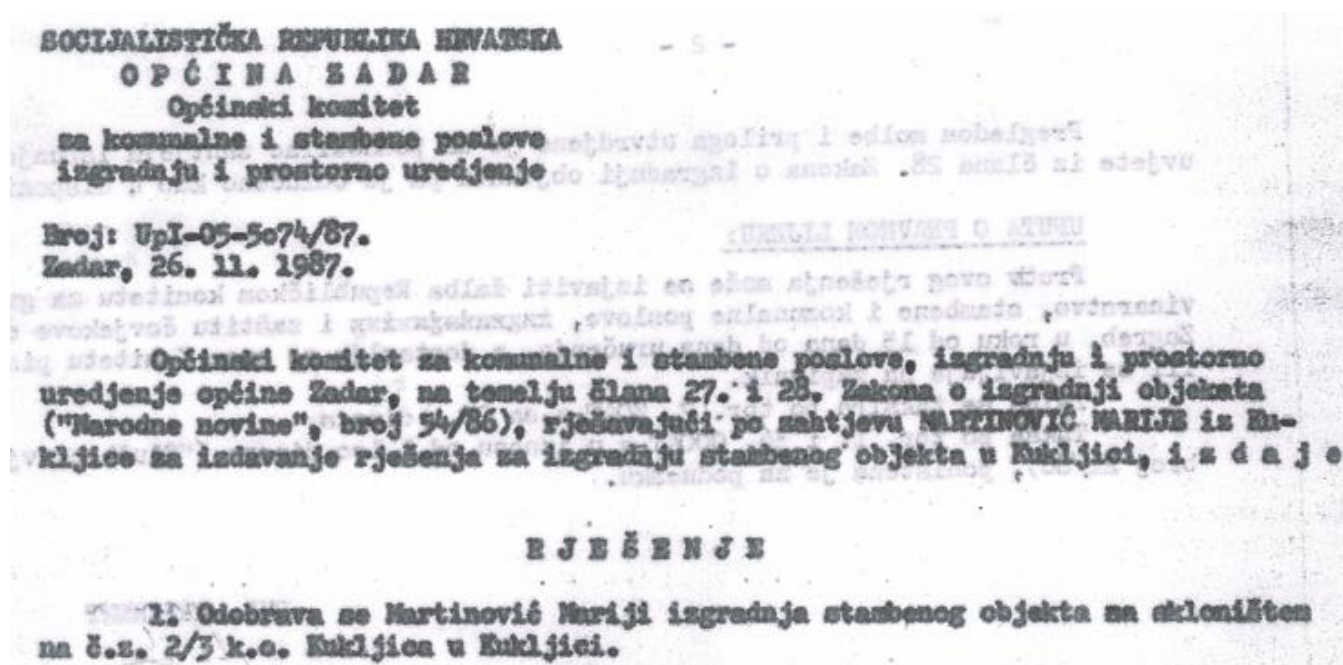 SOCIJALISTIČKA REPUBLIKA HRVATSKA
O P Ć I N A  Z A D A R
Općinski komitet
za komunalne i stambene poslove
izgradnju i prostorno uredjenje
Broj: UpI-05-5o74/87.
Zadar, 26. 11. 1987.
Općinski komitet za komunalne i stambene poslove, izgradnju i prostorno
uredjenje općine Zadar, na temelju člana 27. i 28. Zakona o izgradnji objekata
("Narodne novine", broj 54/86), rješavajući po zahtjevu MARTINOVIĆ MARIJE iz Ku-
kljice za izdavanje rješenja za izgradnju stambenog objekta u Kukljici, i z d a j e
R J E Š E N J E
1. Odobrava se Martinović Mariji izgradnja stambenog objekta sa skloništem
na č.z. 2/3 k.o. Kukljica u Kukljici.